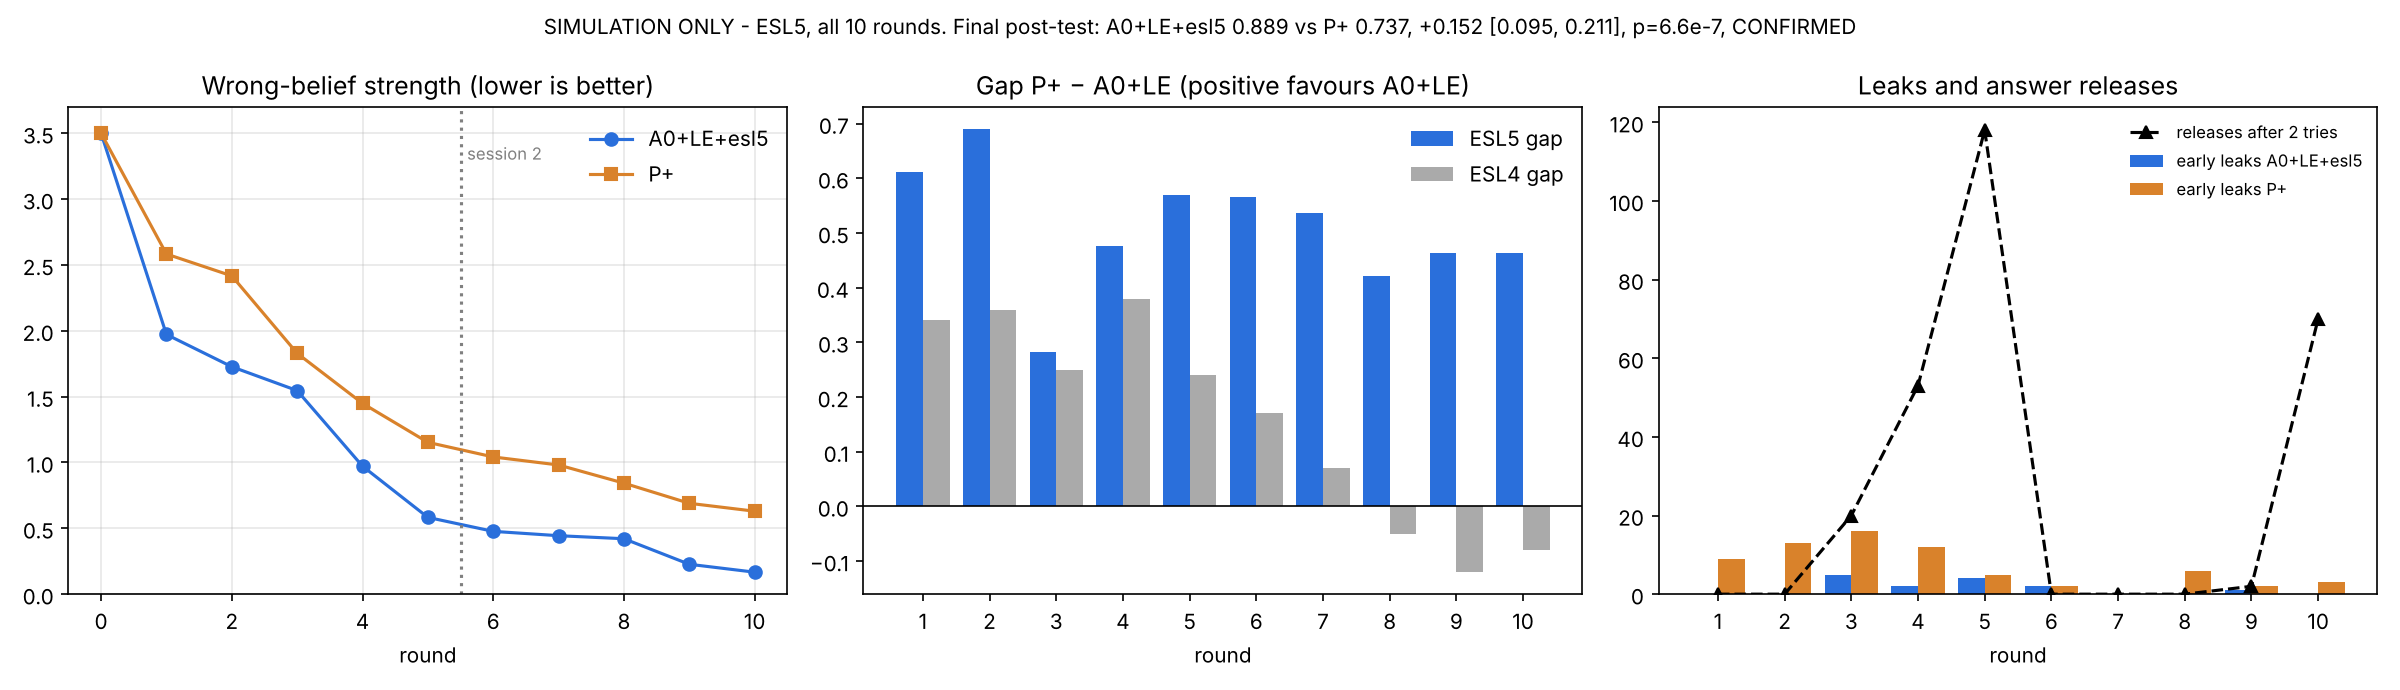 SIMULATION ONLY - ESL5, all 10 rounds. Final post-test: A0+LE+esl5 0.889 vs P+ 0.737, +0.152 [0.095, 0.211], p=6.6e-7, CONFIRMED
Wrong-belief strength (lower is better)
3.5
3.0
2.5
2.0
1.5
1.0
0.5
0.0
session 2
A0+LE+esl5
P+
0 2 4 6 8 10
round
Gap P+ − A0+LE (positive favours A0+LE)
0.7
0.6
0.5
0.4
0.3
0.2
0.1
0.0
−0.1
ESL5 gap
ESL4 gap
1 2 3 4 5 6 7 8 9 10
round
Leaks and answer releases
120
100
80
60
40
20
0
releases after 2 tries
early leaks A0+LE+esl5
early leaks P+
1 2 3 4 5 6 7 8 9 10
round